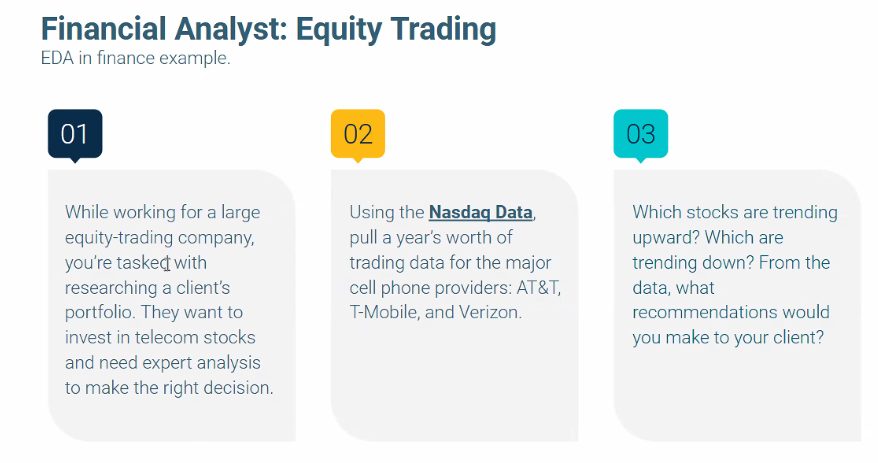 Financial Analyst: Equity Trading
EDA in finance example.
01
While working for a large
equity-trading company,
you're tasked with
researching a client's
portfolio. They want to
invest in telecom stocks
and need expert analysis
to make the right decision.
02
Using the Nasdaq Data,
pull a year's worth of
trading data for the major
cell phone providers: AT&T,
T-Mobile, and Verizon.
03
Which stocks are trending
upward? Which are
trending down? From the
data, what
recommendations would
you make to your client?